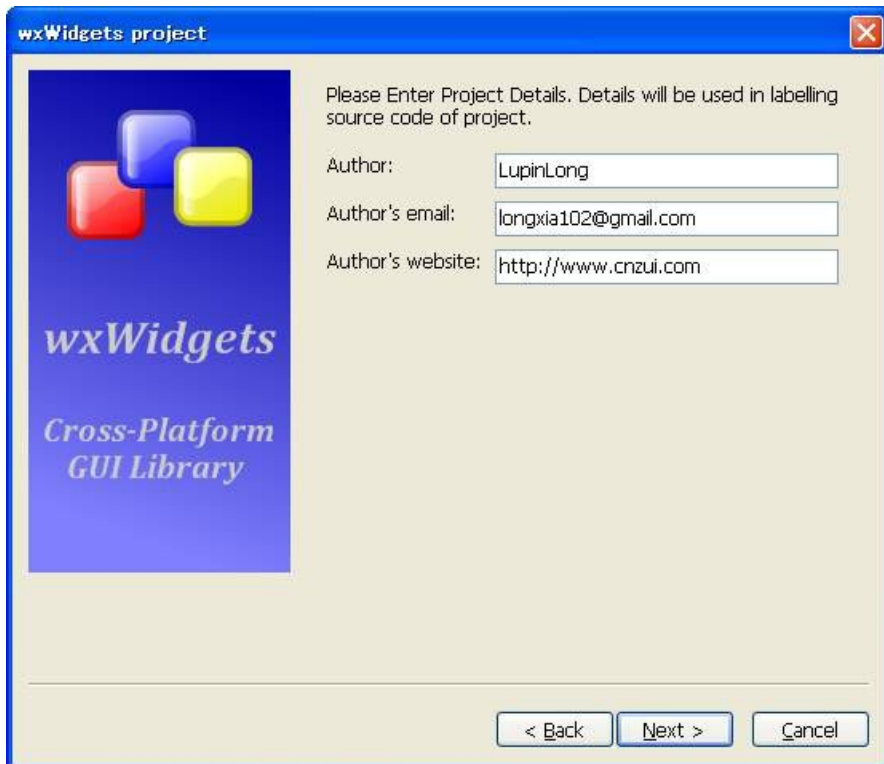 wxWidgets project
wxWidgets
Cross-Platform
GUI Library
Please Enter Project Details. Details will be used in labelling
source code of project.
Author: LupinLong
Author's email: longxia102@gmail.com
Author's website: http://www.cnzui.com
< Back Next > Cancel